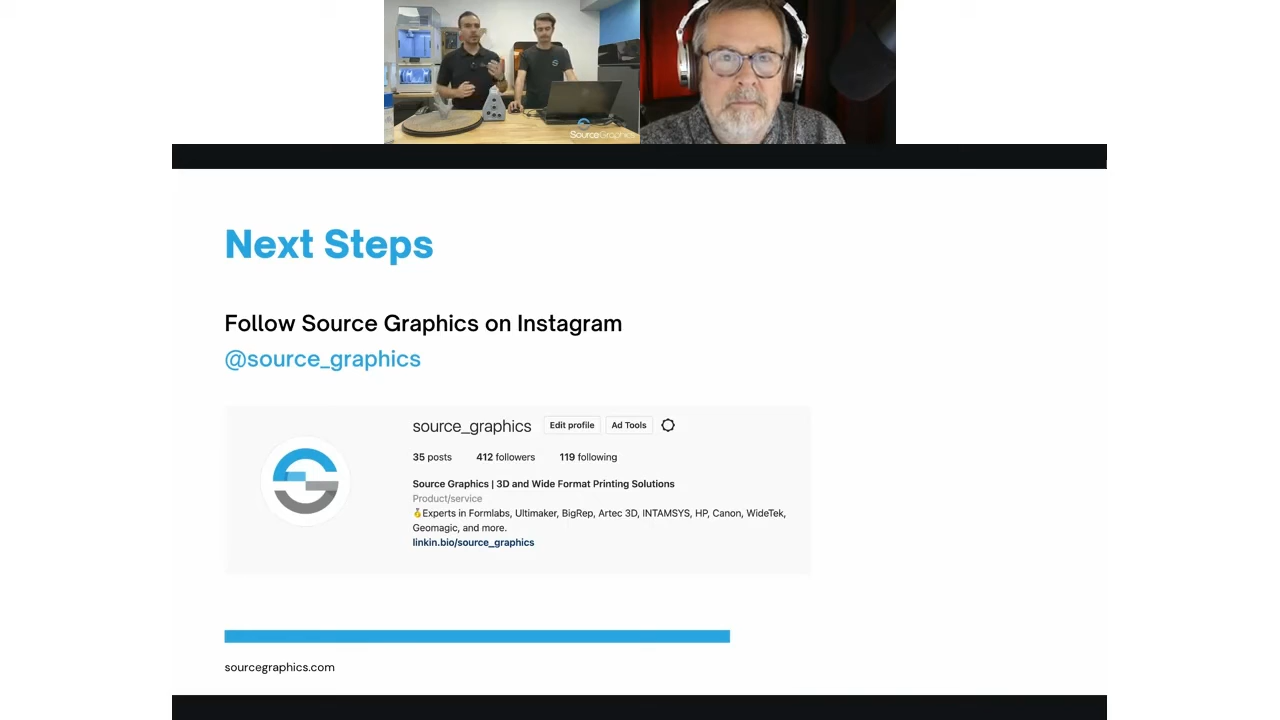 SourceGraphics
Next Steps
Follow Source Graphics on Instagram
@source_graphics
source_graphics Edit profile Ad Tools
35 posts 412 followers 119 following
Source Graphics | 3D and Wide Format Printing Solutions
Product/service
🥇Experts in Formlabs, Ultimaker, BigRep, Artec 3D, INTAMSYS, HP, Canon, WideTek,
Geomagic, and more.
linkin.bio/source_graphics
sourcegraphics.com